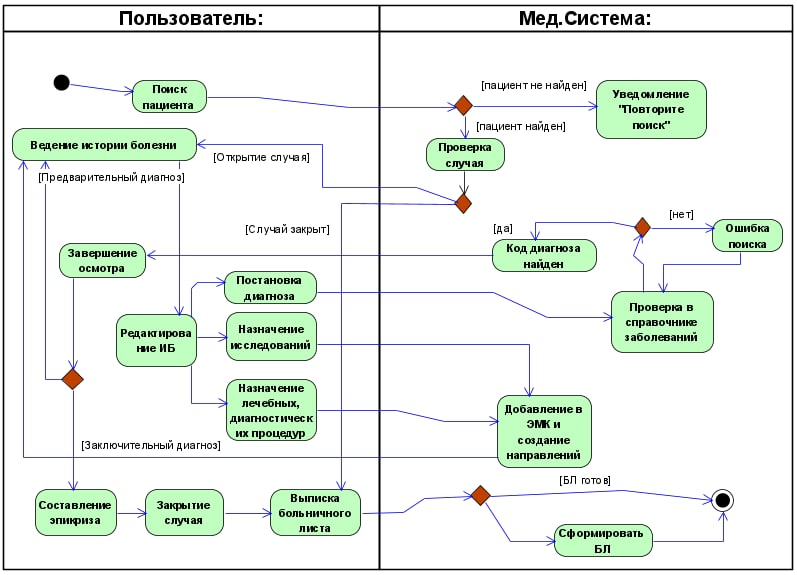 Пользователь:
Мед.Система:
Поиск
пациента
[пациент не найден]
Уведомление
"Повторите
поиск"
[пациент найден]
Ведение истории болезни
Проверка
случая
[Открытие случая]
[Предварительный диагноз]
[Случай закрыт]
[да]
[нет]
Ошибка
поиска
Завершение
осмотра
Код диагноза
найден
Постановка
диагноза
Проверка в
справочнике
заболеваний
Редактирова
ние ИБ
Назначение
исследований
Назначение
лечебных,
диагностическ
их процедур
Добавление в
ЭМК и
создание
направлений
[Заключительный диагноз]
[БЛ готов]
Составление
эпикриза
Закрытие
случая
Выписка
больничного
листа
Сформировать
БЛ